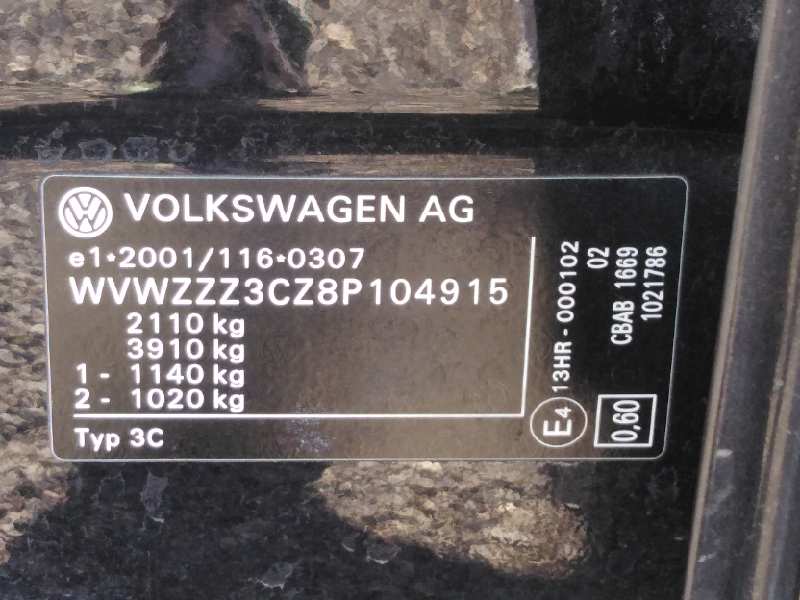 VOLKSWAGEN AG
e1*2001/116*0307
WVWZZZ3CZ8P104915
2110 kg
3910 kg
1 - 1140 kg
2 - 1020 kg
Typ 3C
E4 13HR - 000102
02
CBAB 1669
1021786
0,60